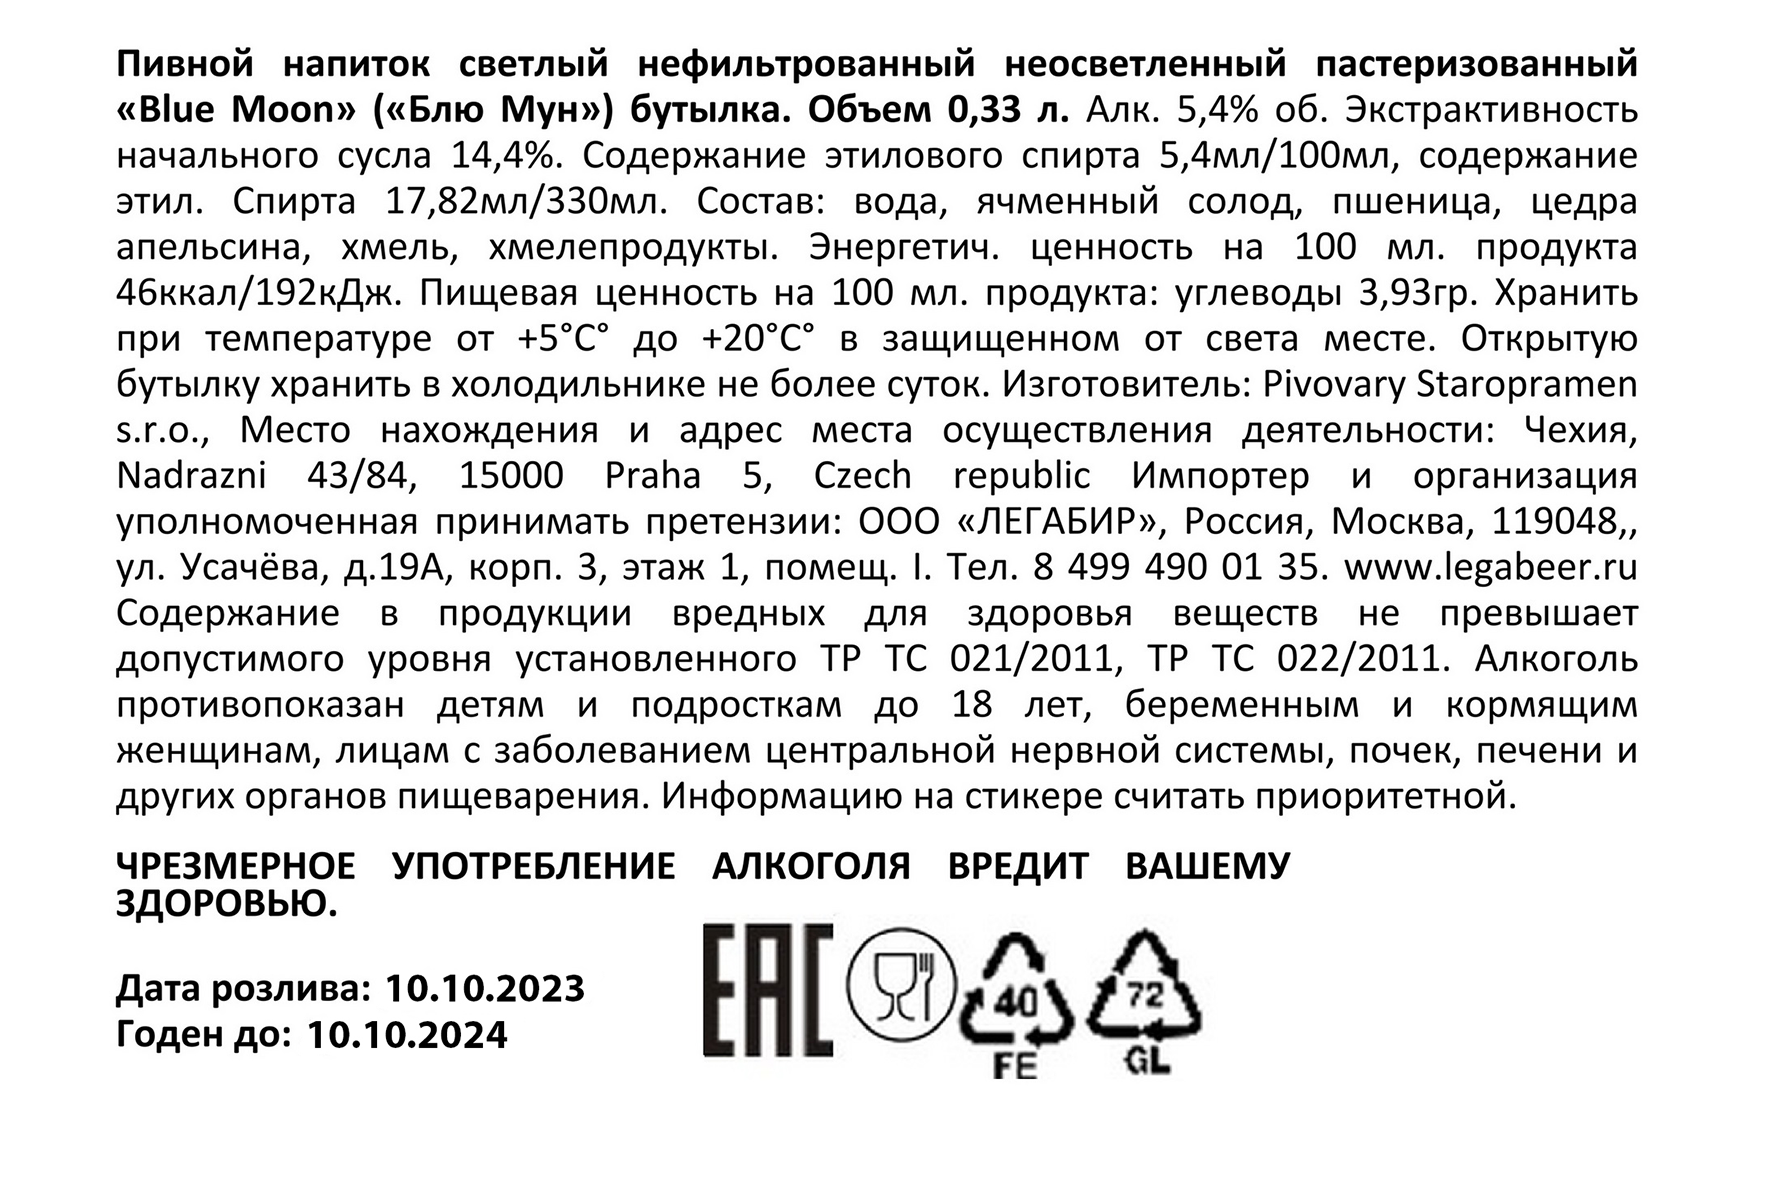 Пивной напиток светлый нефильтрованный неосветленный пастеризованный
«Blue Moon» («Блю Мун») бутылка. Объем 0,33 л. Алк. 5,4% об. Экстрактивность
начального сусла 14,4%. Содержание этилового спирта 5,4мл/100мл, содержание
этил. Спирта 17,82мл/330мл. Состав: вода, ячменный солод, пшеница, цедра
апельсина, хмель, хмелепродукты. Энергетич. ценность на 100 мл. продукта
46ккал/192кДж. Пищевая ценность на 100 мл. продукта: углеводы 3,93гр. Хранить
при температуре от +5°С° до +20°С° в защищенном от света месте. Открытую
бутылку хранить в холодильнике не более суток. Изготовитель: Pivovary Staropramen
s.r.o., Место нахождения и адрес места осуществления деятельности: Чехия,
Nadrazni 43/84, 15000 Praha 5, Czech republic Импортер и организация
уполномоченная принимать претензии: ООО «ЛЕГАБИР», Россия, Москва, 119048,,
ул. Усачёва, д.19А, корп. 3, этаж 1, помещ. I. Тел. 8 499 490 01 35. www.legabeer.ru
Содержание в продукции вредных для здоровья веществ не превышает
допустимого уровня установленного ТР ТС 021/2011, ТР ТС 022/2011. Алкоголь
противопоказан детям и подросткам до 18 лет, беременным и кормящим
женщинам, лицам с заболеванием центральной нервной системы, почек, печени и
других органов пищеварения. Информацию на стикере считать приоритетной.
ЧРЕЗМЕРНОЕ УПОТРЕБЛЕНИЕ АЛКОГОЛЯ ВРЕДИТ ВАШЕМУ
ЗДОРОВЬЮ.
Дата розлива: 10.10.2023
Годен до: 10.10.2024
EAC
40
FE
72
GL